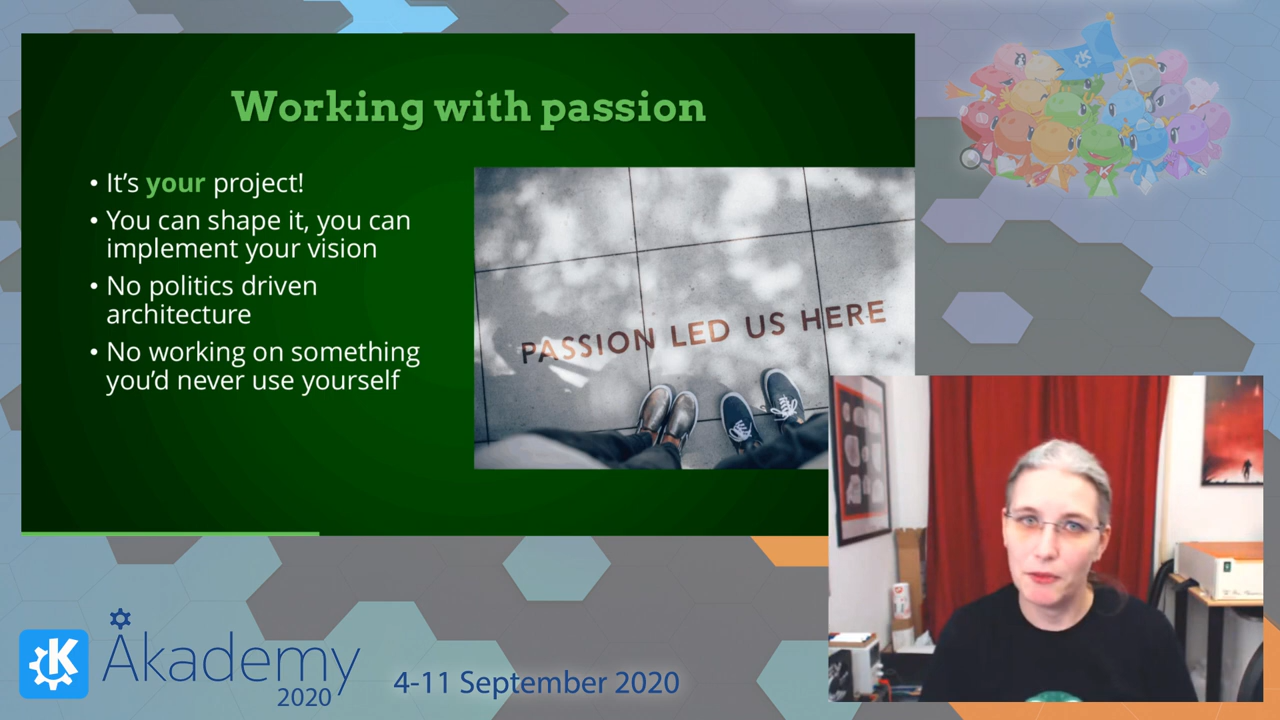 Working with passion
• It's your project!
• You can shape it, you can
implement your vision
• No politics driven
architecture
• No working on something
you'd never use yourself
PASSION LED US HERE
K
Akademy
2020
4-11 September 2020